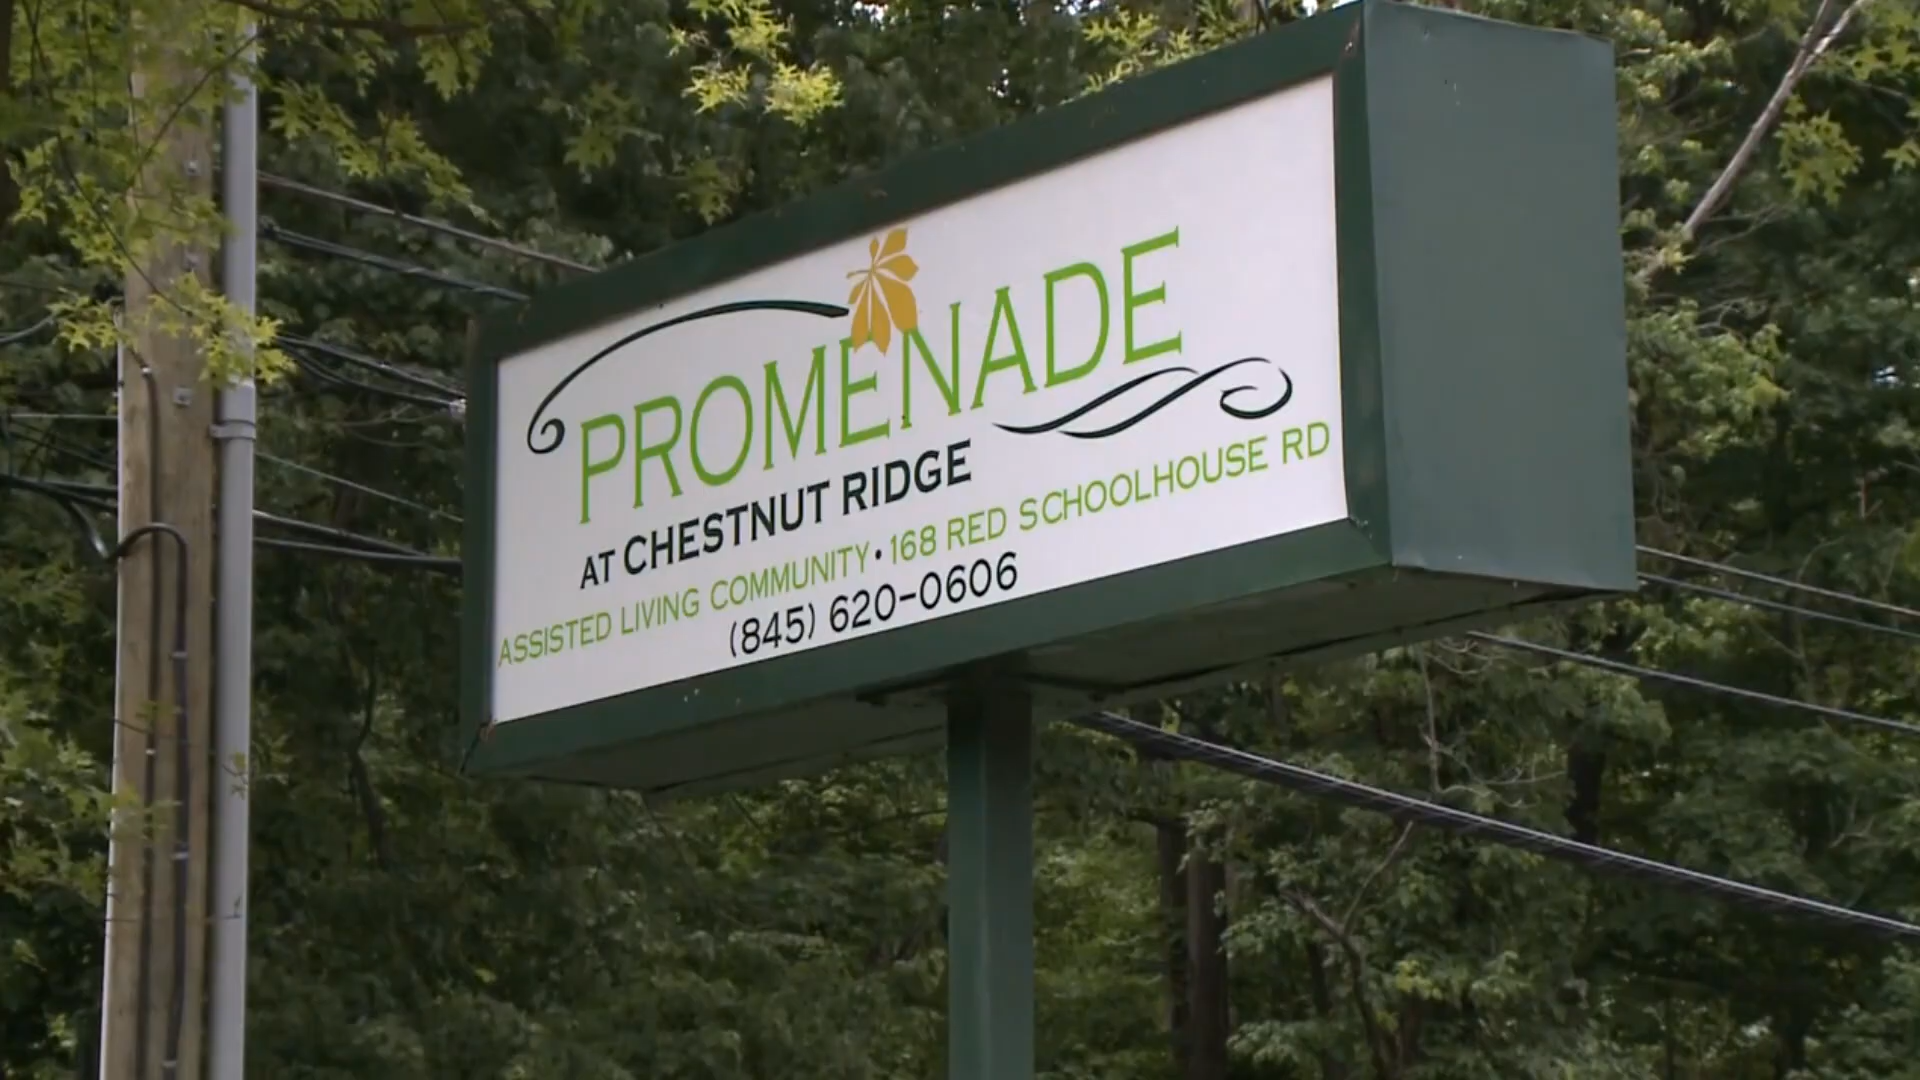 PROMENADE
AT CHESTNUT RIDGE
ASSISTED LIVING COMMUNITY • 168 RED SCHOOLHOUSE RD
(845) 620-0606